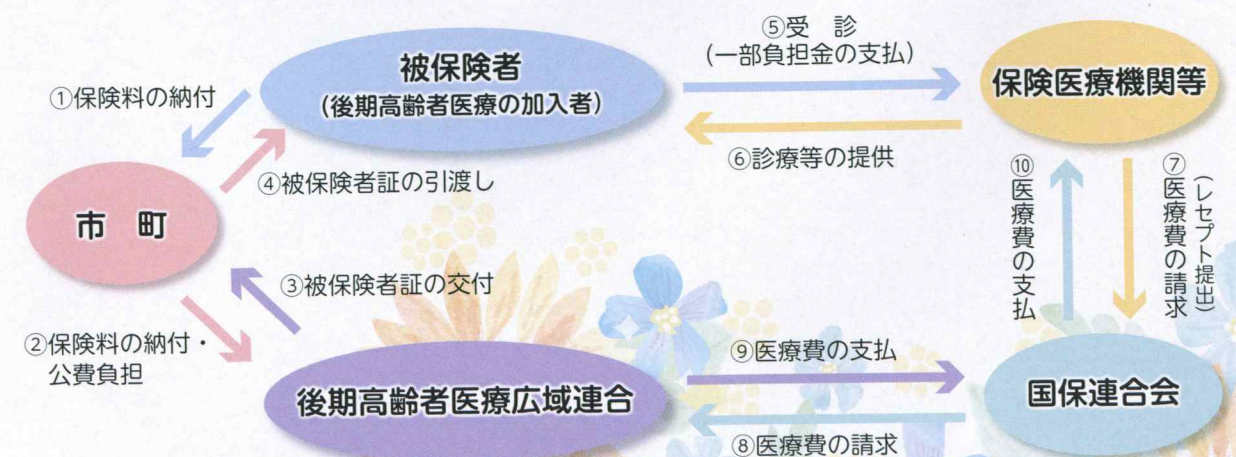 被保険者
(後期高齢者医療の加入者)
⑤受　診
(一部負担金の支払)
保険医療機関等
①保険料の納付
⑥診療等の提供
④被保険者証の引渡し
市　町
⑩医療費の支払
⑦医療費の請求
(レセプト提出)
③被保険者証の交付
②保険料の納付・
公費負担
後期高齢者医療広域連合
⑨医療費の支払
国保連合会
⑧医療費の請求